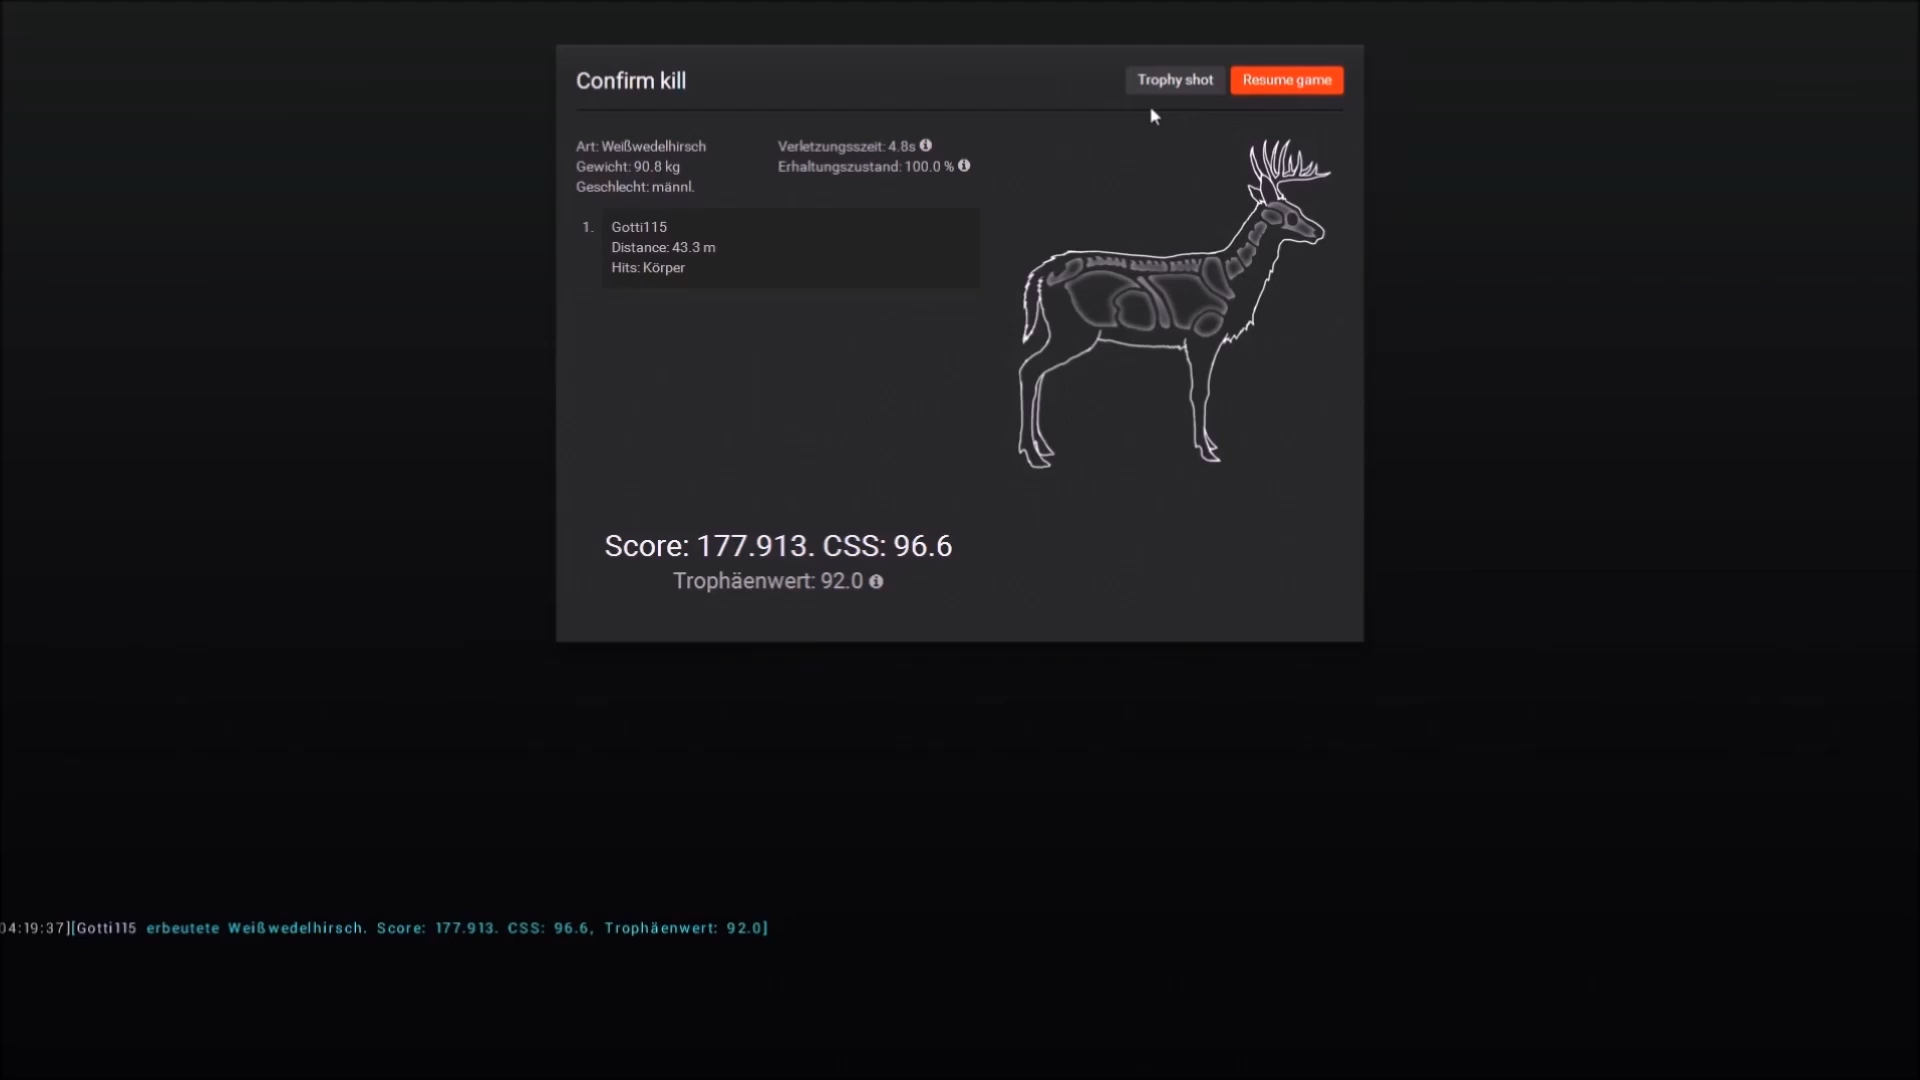 Confirm kill
Trophy shot
Resume game
Art: Weißwedelhirsch
Gewicht: 90.8 kg
Geschlecht: männl.
Verletzungsszeit: 4.8s
Erhaltungszustand: 100.0 %
1.
Gotti115
Distance: 43.3 m
Hits: Körper
Score: 177.913. CSS: 96.6
Trophäenwert: 92.0
04:19:37][Gotti115 erbeutete Weißwedelhirsch. Score: 177.913. CSS: 96.6, Trophäenwert: 92.0]